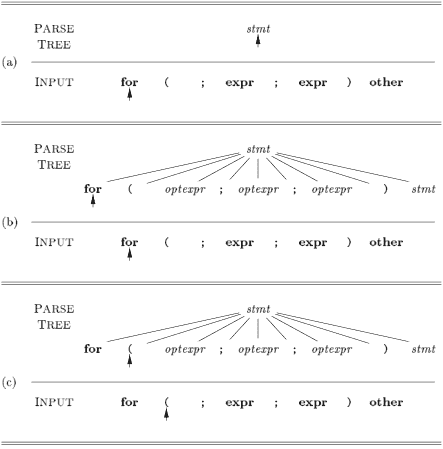 PARSE TREE stmt
(a)
INPUT for ( ; expr ; expr ) other
PARSE TREE stmt
for ( optexpr ; optexpr ; optexpr ) stmt
(b)
INPUT for ( ; expr ; expr ) other
PARSE TREE stmt
for ( optexpr ; optexpr ; optexpr ) stmt
(c)
INPUT for ( ; expr ; expr ) other